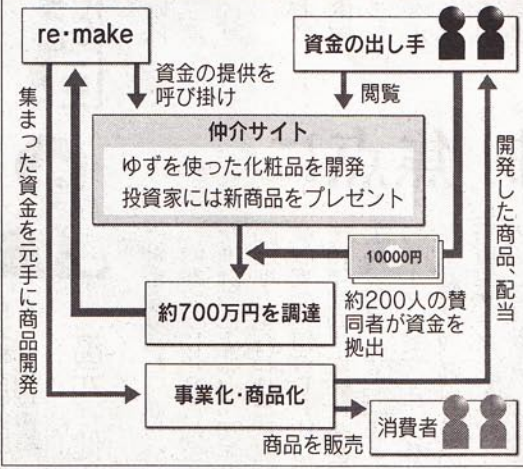 re・make
資金の出し手
資金の提供を
呼び掛け
閲覧
仲介サイト
ゆずを使った化粧品を開発
投資家には新商品をプレゼント
10000円
約200人の賛
同者が資金を
拠出
約700万円を調達
集まった資金を元手に商品開発
開発した商品、配当
事業化・商品化
商品を販売
消費者